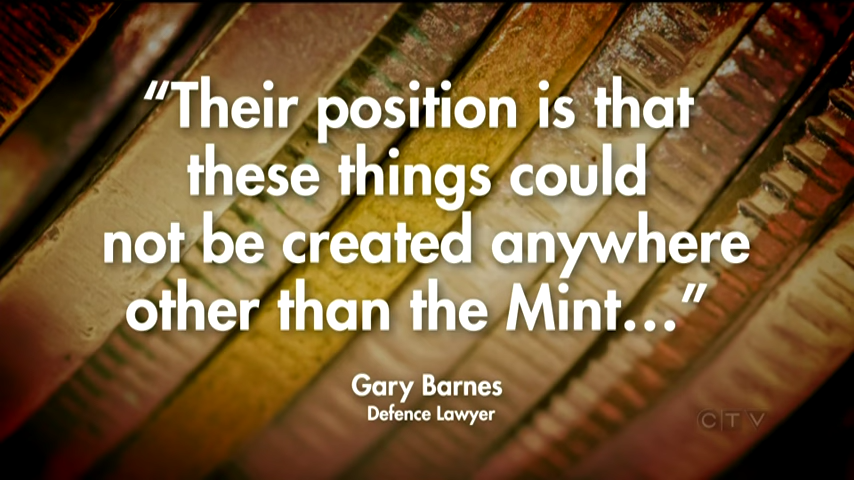 “Their position is that
these things could
not be created anywhere
other than the Mint...”
Gary Barnes
Defence Lawyer
CTV